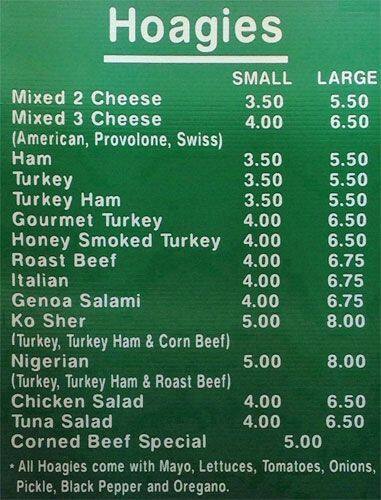 Hoagies
SMALL LARGE
Mixed 2 Cheese 3.50 5.50
Mixed 3 Cheese 4.00 6.50
(American, Provolone, Swiss)
Ham 3.50 5.50
Turkey 3.50 5.50
Turkey Ham 3.50 5.50
Gourmet Turkey 4.00 6.50
Honey Smoked Turkey 4.00 6.50
Roast Beef 4.00 6.75
Italian 4.00 6.75
Genoa Salami 4.00 6.75
Ko Sher 5.00 8.00
(Turkey, Turkey Ham & Corn Beef)
Nigerian 5.00 8.00
(Turkey, Turkey Ham & Roast Beef)
Chicken Salad 4.00 6.50
Tuna Salad 4.00 6.50
Corned Beef Special 5.00
* All Hoagies come with Mayo, Lettuces, Tomatoes, Onions,
Pickle, Black Pepper and Oregano.